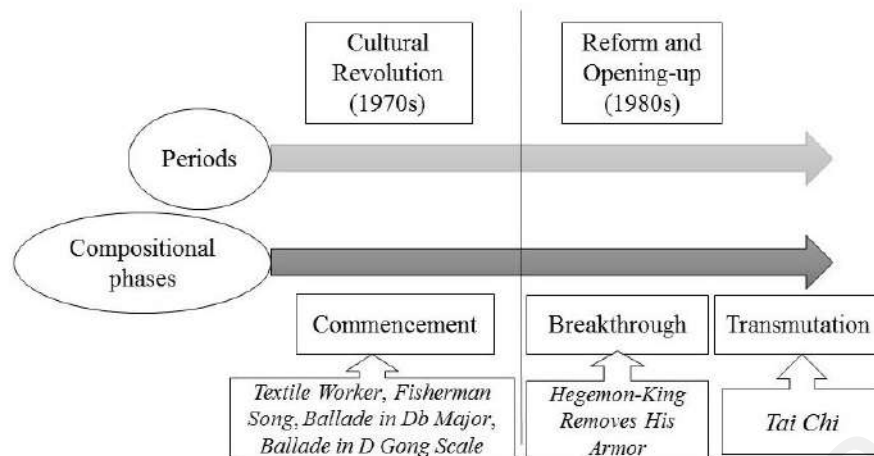 Cultural
Revolution
(1970s)
Reform and
Opening-up
(1980s)
Periods
Compositional
phases
Commencement
Breakthrough
Transmutation
Textile Worker, Fisherman
Song, Ballade in Db Major,
Ballade in D Gong Scale
Hegemon-King
Removes His
Armor
Tai Chi